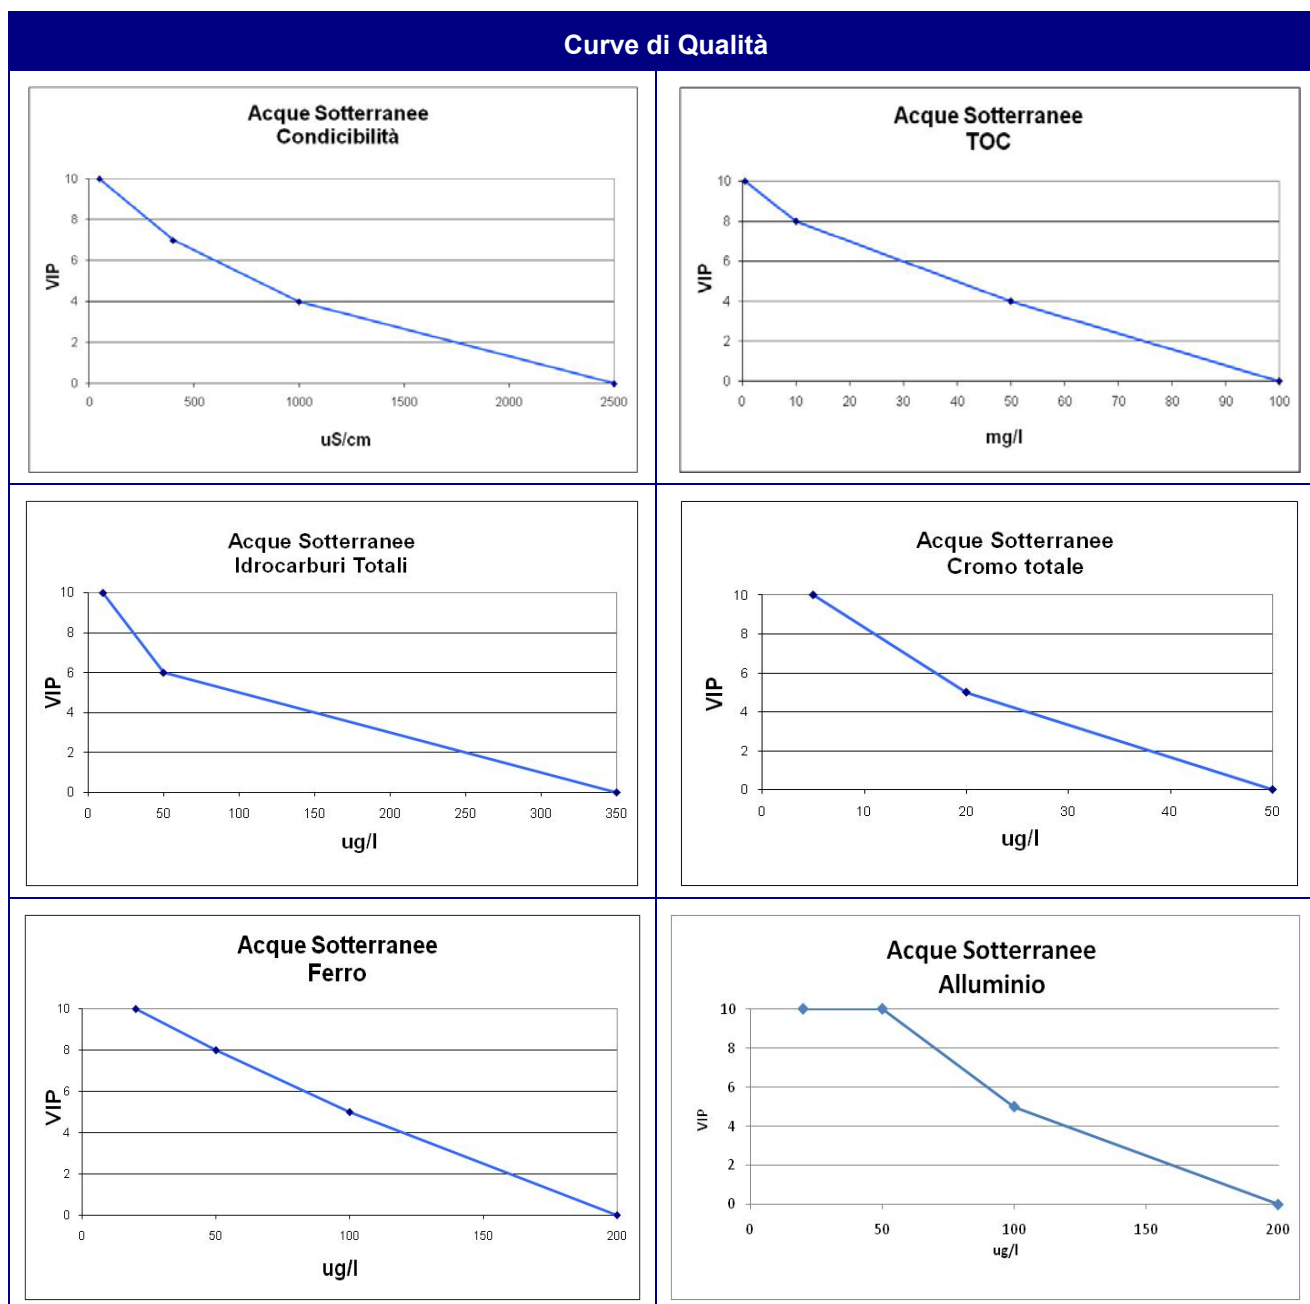 Curve di Qualità
Acque Sotterranee
Condicibilità
VIP
10
8
6
4
2
0
0 500 1000 1500 2000 2500
uS/cm
Acque Sotterranee
TOC
VIP
10
8
6
4
2
0
0 10 20 30 40 50 60 70 80 90 100
mg/l
Acque Sotterranee
Idrocarburi Totali
VIP
10
8
6
4
2
0
0 50 100 150 200 250 300 350
ug/l
Acque Sotterranee
Cromo totale
VIP
10
8
6
4
2
0
0 10 20 30 40 50
ug/l
Acque Sotterranee
Ferro
VIP
10
8
6
4
2
0
0 50 100 150 200
ug/l
Acque Sotterranee
Alluminio
VIP
10
8
6
4
2
0
0 50 100 150 200
ug/l